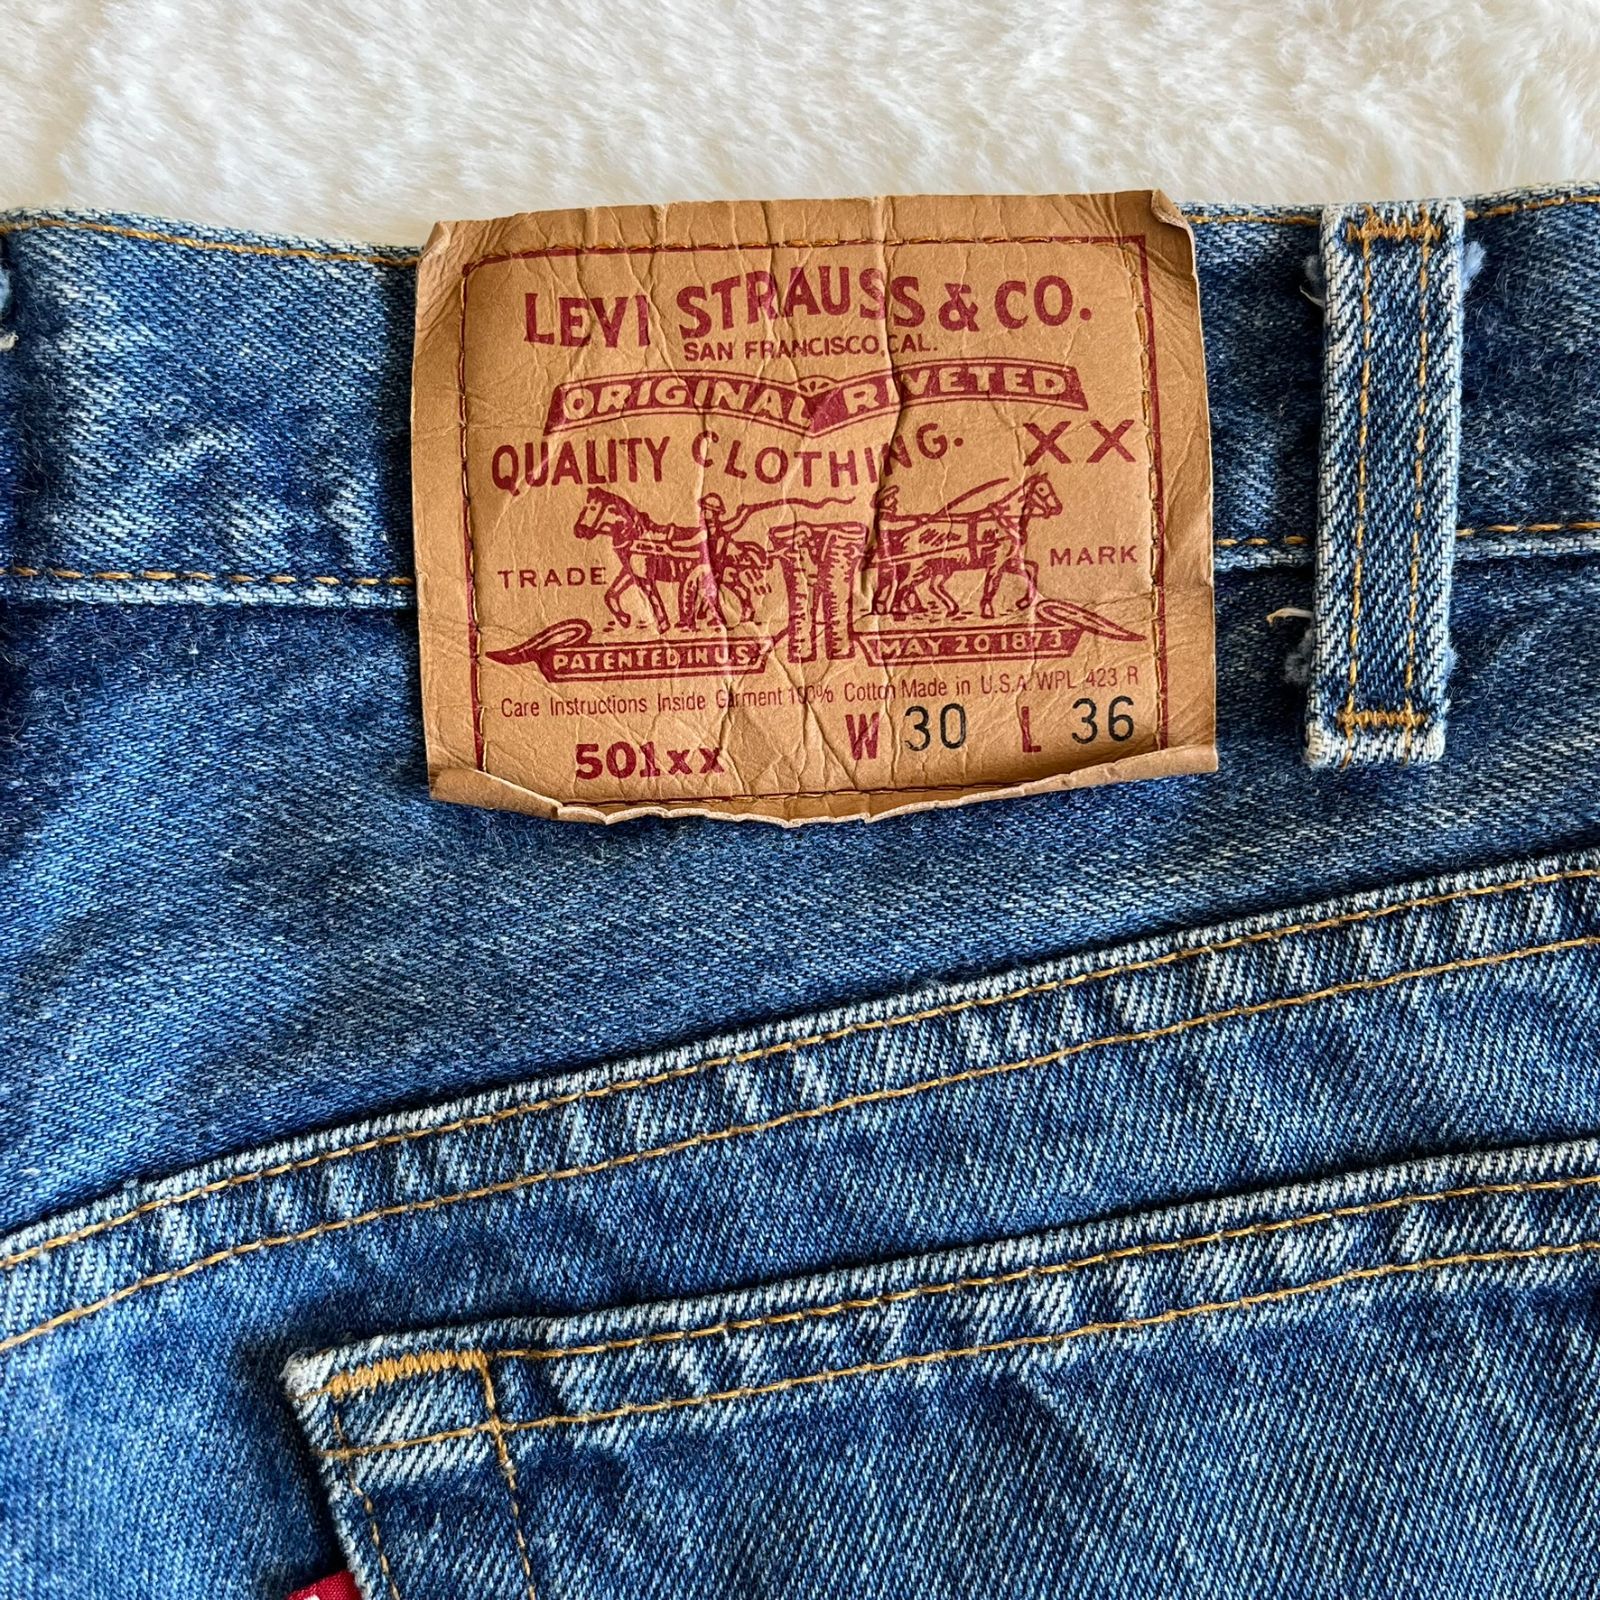 LEVI STRAUSS & CO.
SAN FRANCISCO, CAL.
ORIGINAL RIVETED
QUALITY CLOTHING. XX
TRADE MARK
PATENTED IN U.S. MAY 20 1873
Care Instructions Inside Garment 100% Cotton Made in U.S.A. WPL 423 R
501xx W 30 L 36